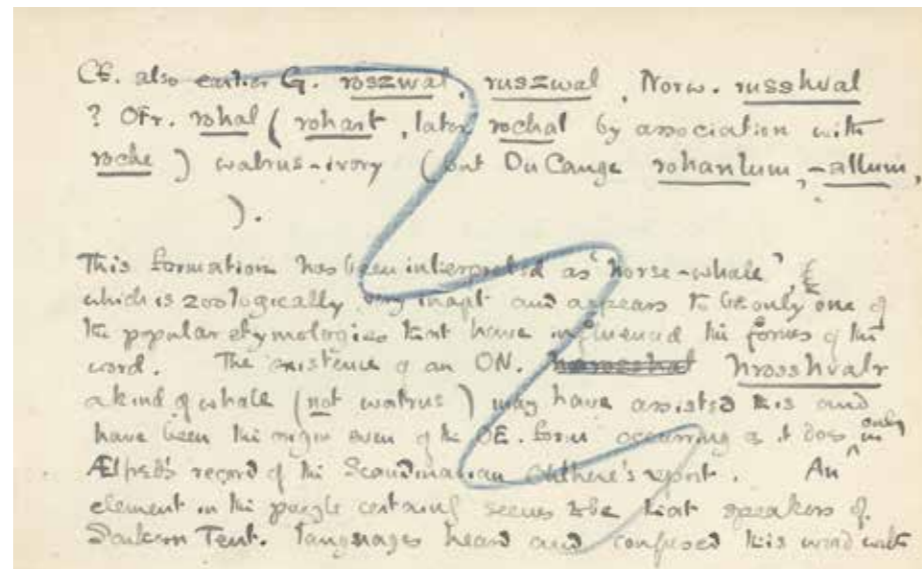 Cf. also earlier G. roszwal, ruszwal, Norw. russhval
? OFr. rohal (rohart, later rochal by association with
roche) walrus-ivory (but Du Cange rohanlum, -allum,
).
This formation has been interpreted as 'horse-whale',
which is zoologically very inapt and appears to be only one of
the popular etymologies that have influenced the forms of the
word. The existence of an ON. hrosshvalr
a kind of whale (not walrus) may have assisted this and
have been the origin even of the OE. form occurring as it does only in
Ælfred's record of the Scandinavian Ohthere's report. An
element in the puzzle certainly seems to be that speakers of
Tent. languages heard and confused this word with